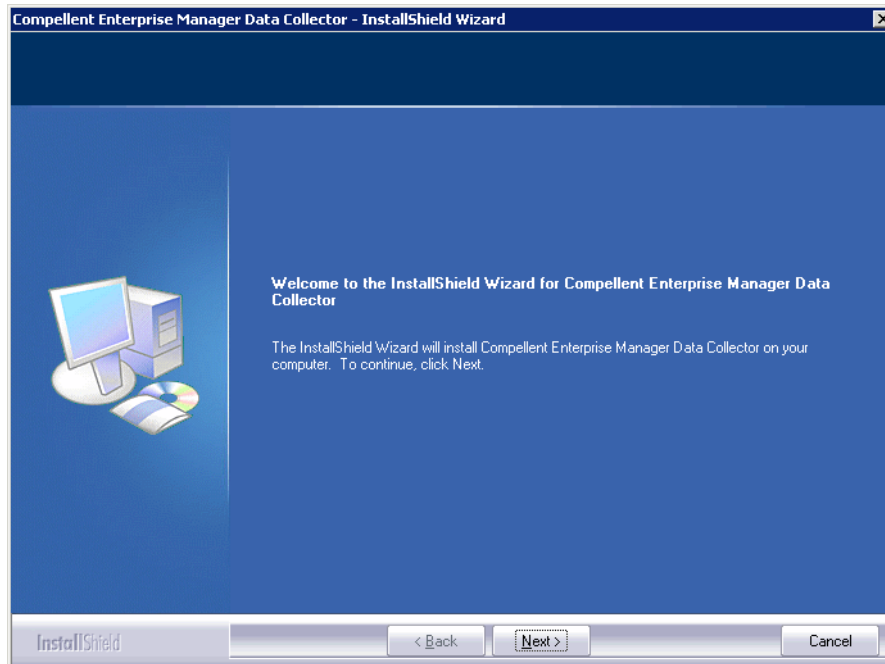 Compellent Enterprise Manager Data Collector - InstallShield Wizard
Welcome to the InstallShield Wizard for Compellent Enterprise Manager Data
Collector
The InstallShield Wizard will install Compellent Enterprise Manager Data Collector on your
computer. To continue, click Next.
InstallShield
< Back
Next >
Cancel